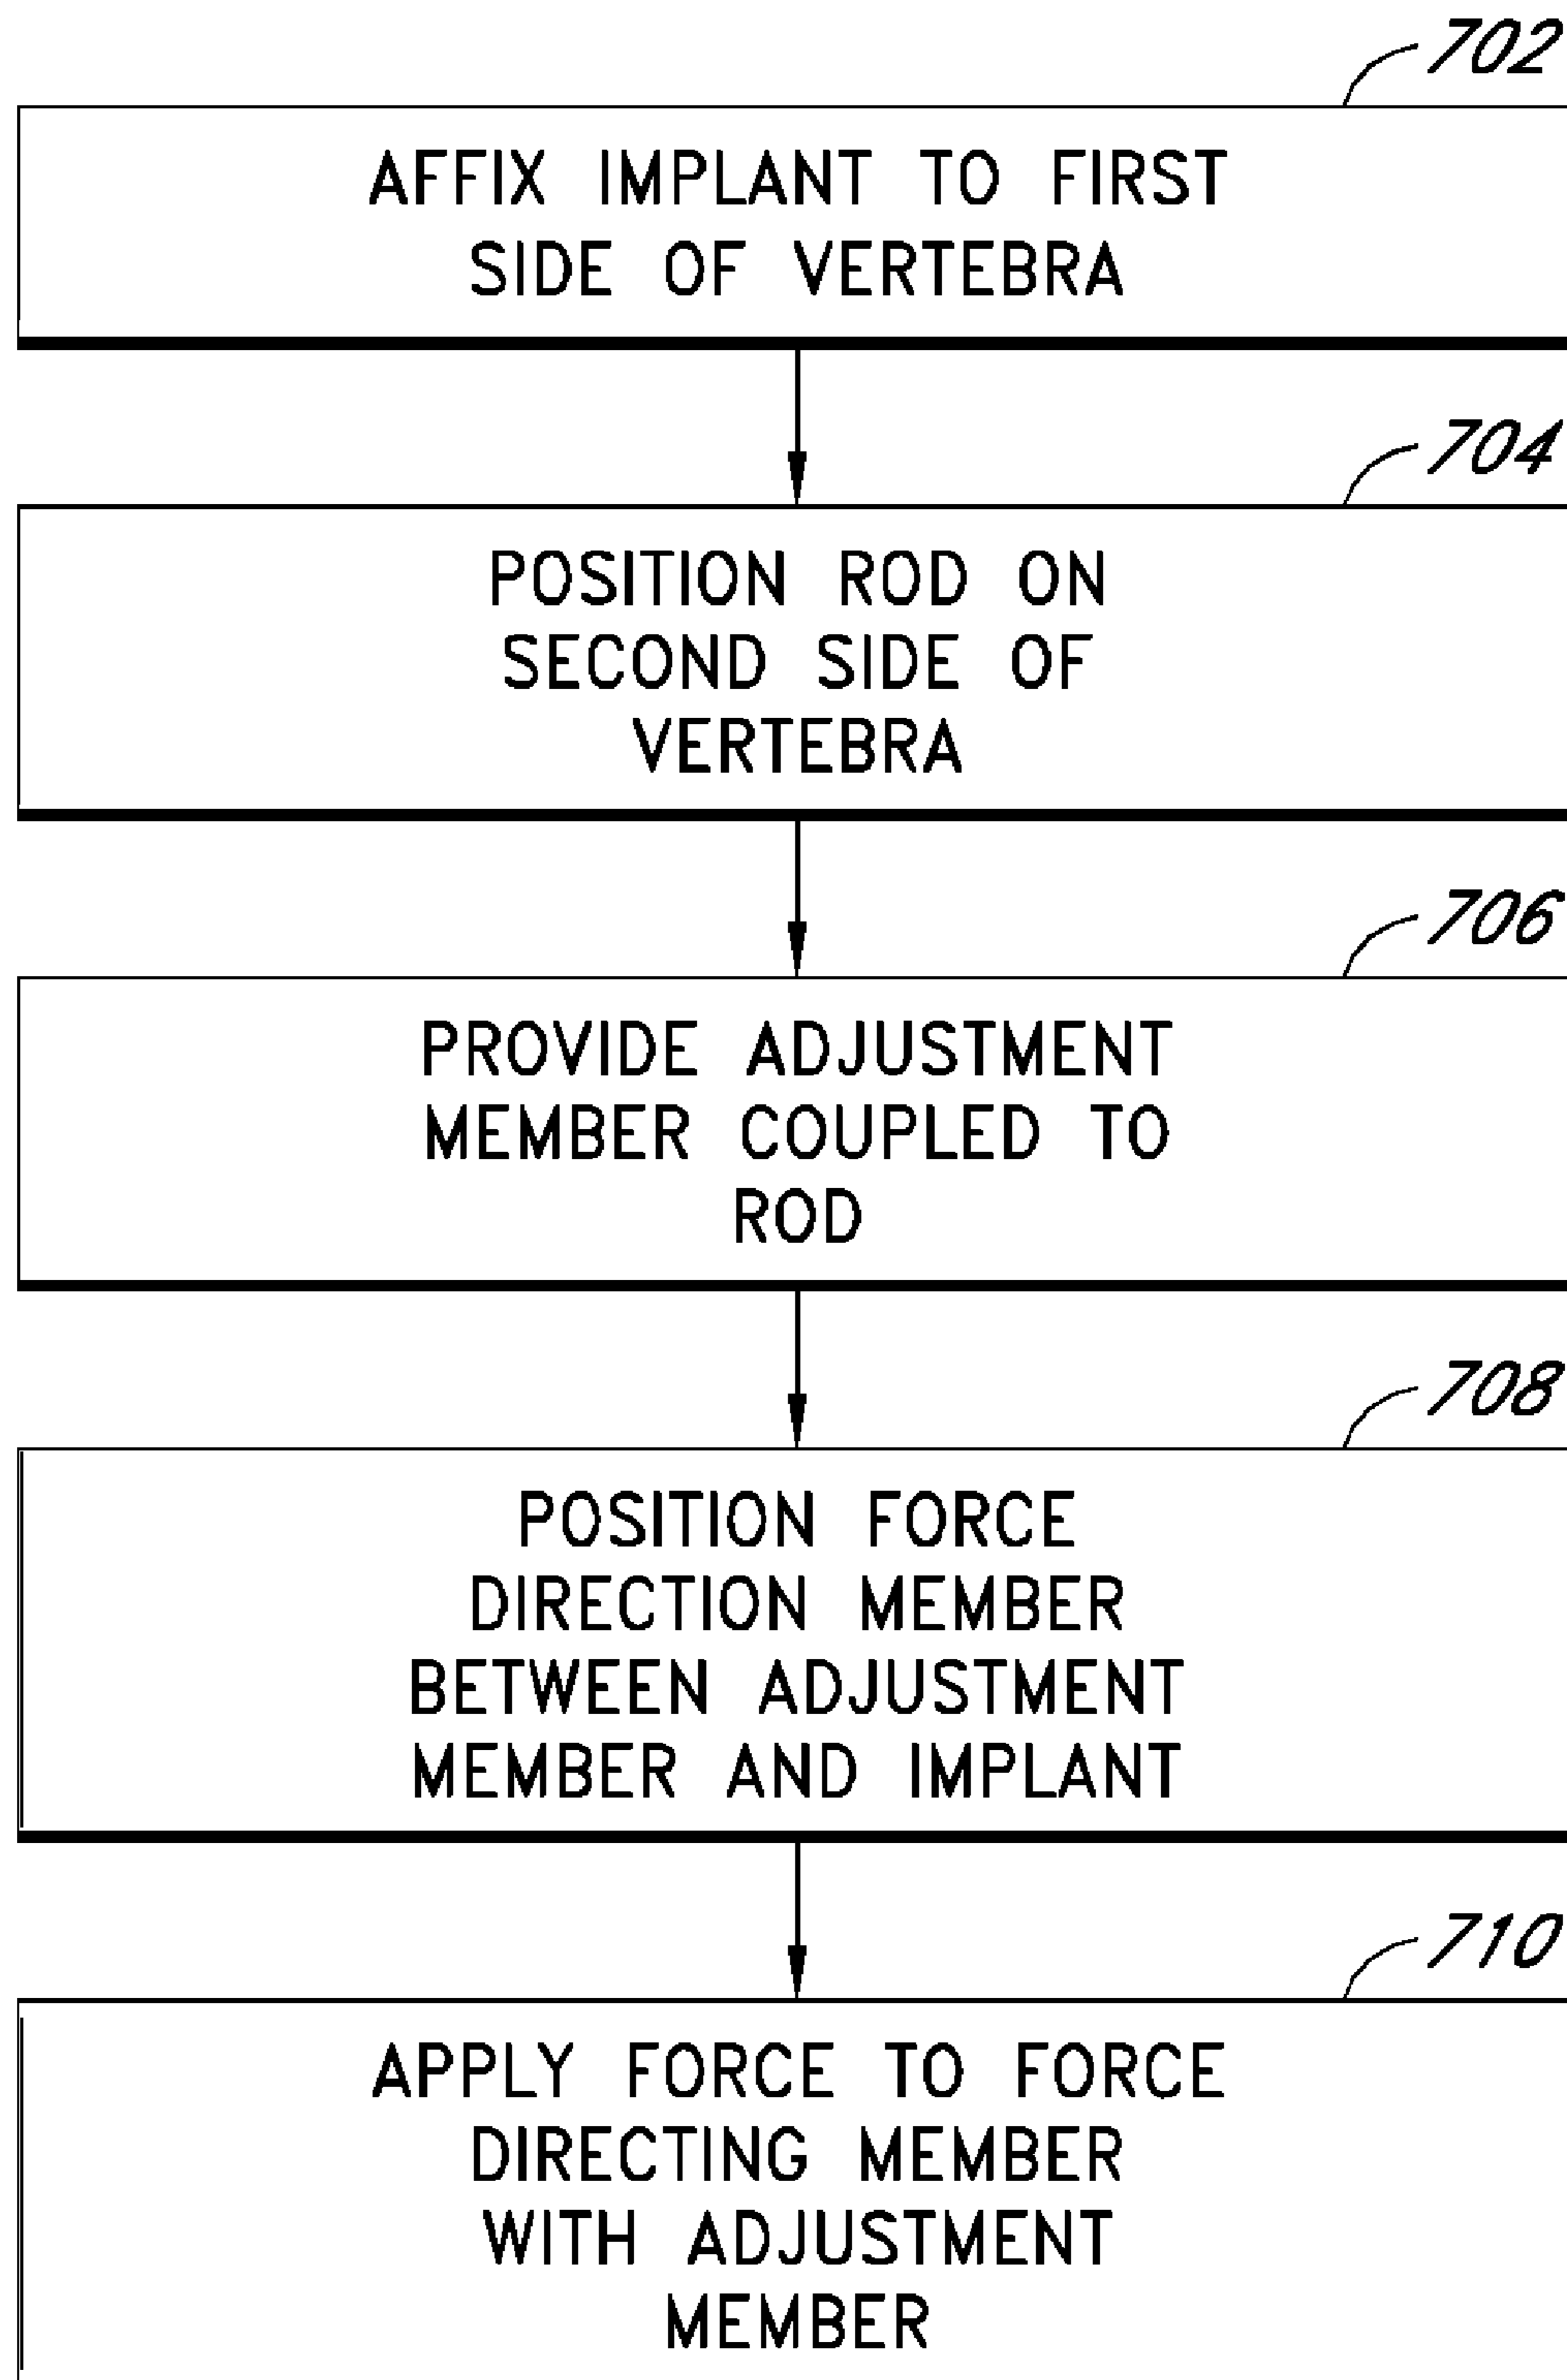 702
AFFIX IMPLANT TO FIRST
SIDE OF VERTEBRA
704
POSITION ROD ON
SECOND SIDE OF
VERTEBRA
706
PROVIDE ADJUSTMENT
MEMBER COUPLED TO
ROD
708
POSITION FORCE
DIRECTION MEMBER
BETWEEN ADJUSTMENT
MEMBER AND IMPLANT
710
APPLY FORCE TO FORCE
DIRECTING MEMBER
WITH ADJUSTMENT
MEMBER